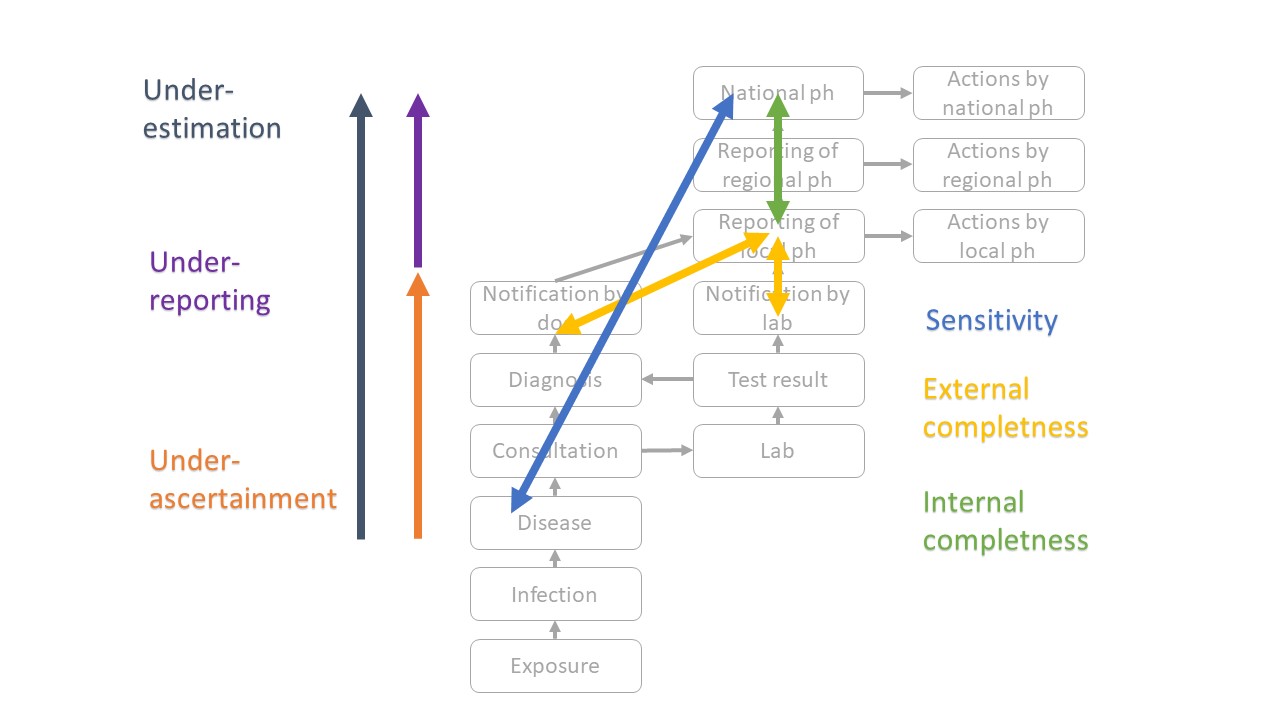 Under-
estimation
Under-
reporting
Under-
ascertainment
National ph
Actions by
national ph
Reporting of
regional ph
Actions by
regional ph
Reporting of
local ph
Actions by
local ph
Notification by
do
Notification by
lab
Diagnosis
Test result
Consultation
Lab
Disease
Infection
Exposure
Sensitivity
External
completness
Internal
completness